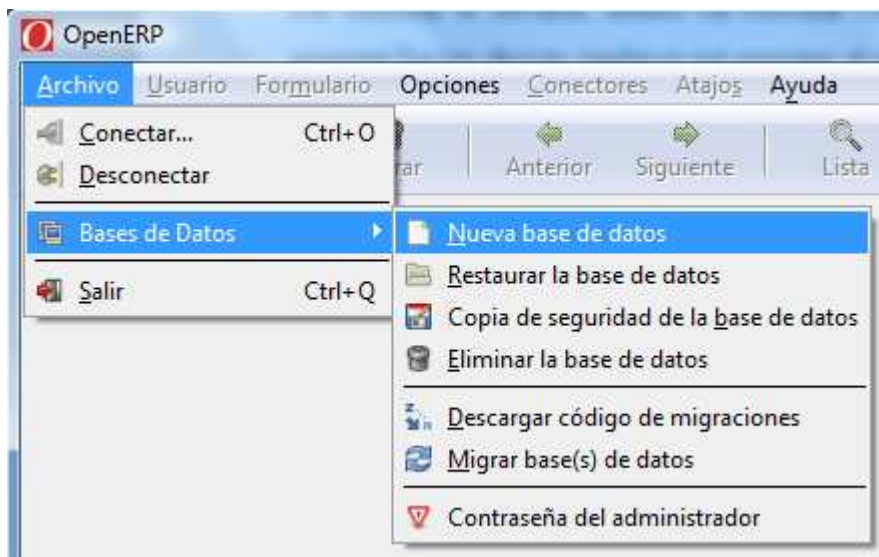 OpenERP
Archivo Usuario Formulario Opciones Conectores Atajos Ayuda
Conectar... Ctrl+O
Desconectar
Bases de Datos
Salir Ctrl+Q
Anterior Siguiente Lista
Nueva base de datos
Restaurar la base de datos
Copia de seguridad de la base de datos
Eliminar la base de datos
Descargar código de migraciones
Migrar base(s) de datos
Contraseña del administrador